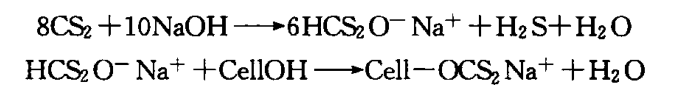 8CS₂+10NaOH⟶6HCS₂O⁻Na⁺+H₂S+H₂O
HCS₂O⁻Na⁺+CellOH⟶Cell—OCS₂Na⁺+H₂O